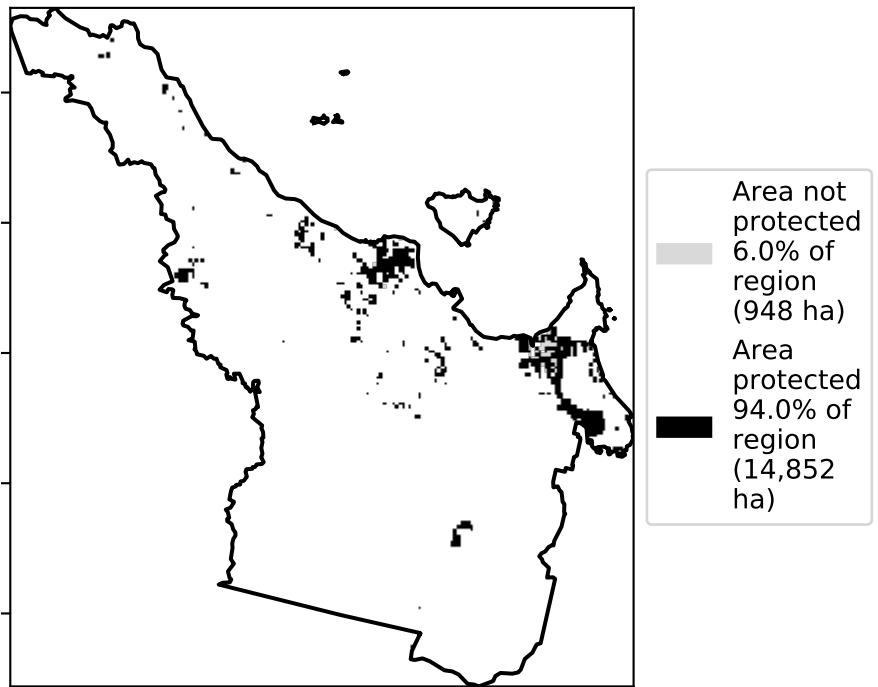 Area not
protected
6.0% of
region
(948 ha)
Area
protected
94.0% of
region
(14,852
ha)